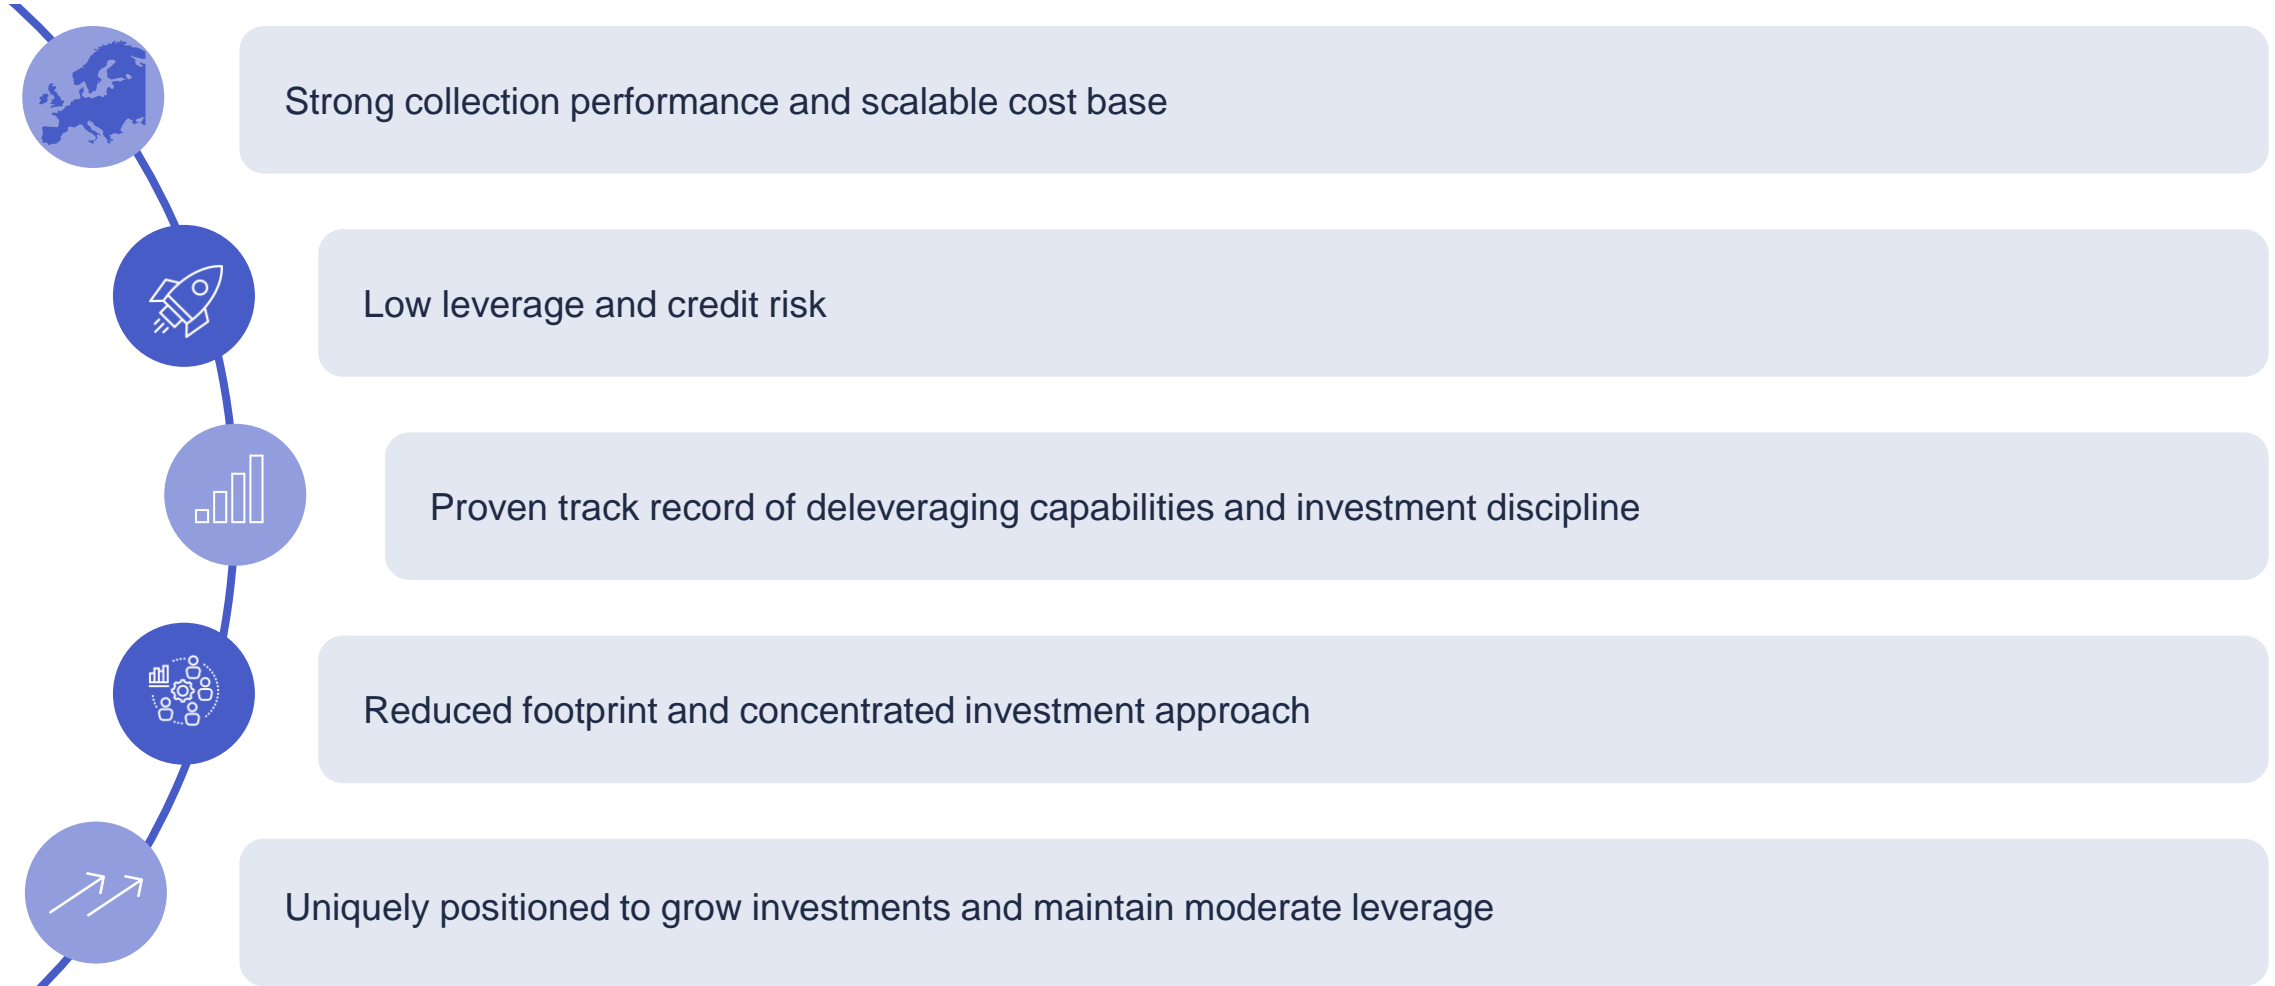 Strong collection performance and scalable cost base
Low leverage and credit risk
Proven track record of deleveraging capabilities and investment discipline
Reduced footprint and concentrated investment approach
Uniquely positioned to grow investments and maintain moderate leverage